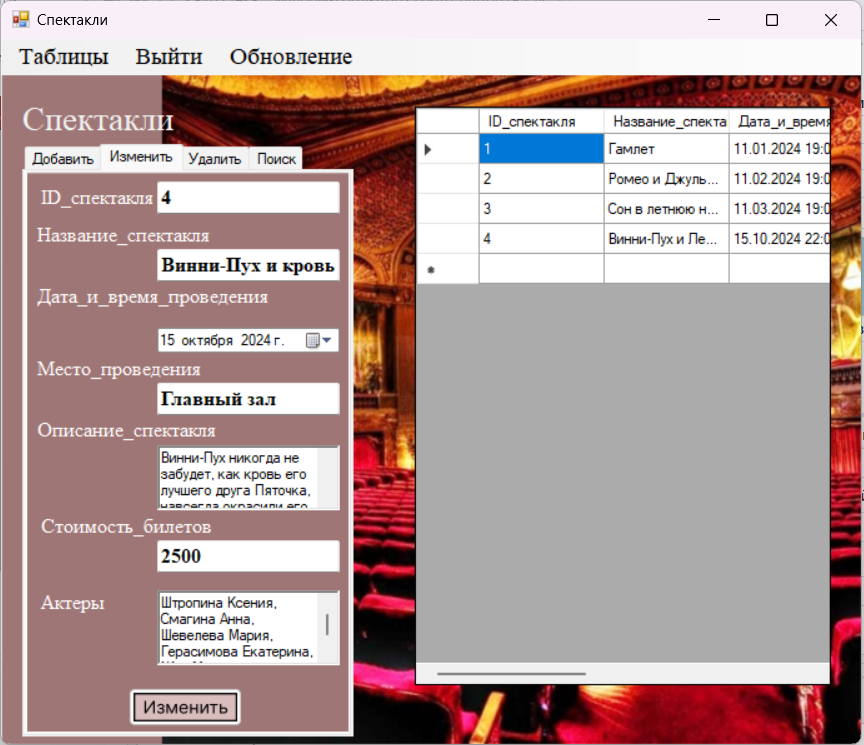 Спектакли
Таблицы Выйти Обновление
Спектакли
Добавить Изменить Удалить Поиск
ID_спектакля 4
Название_спектакля
Винни-Пух и кровь
Дата_и_время_проведения
15 октября 2024 г.
Место_проведения
Главный зал
Описание_спектакля
Винни-Пух никогда не
забудет, как кровь его
лучшего друга Пяточка,
навсегда окрасили его
Стоимость_билетов
2500
Актеры
Штропина Ксения,
Смагина Анна,
Шевелева Мария,
Герасимова Екатерина,
Изменить
ID_спектакля Название_спекта Дата_и_время
1 Гамлет 11.01.2024 19:0
2 Ромео и Джуль... 11.02.2024 19:0
3 Сон в летнюю н... 11.03.2024 19:0
4 Винни-Пух и Ле... 15.10.2024 22:0